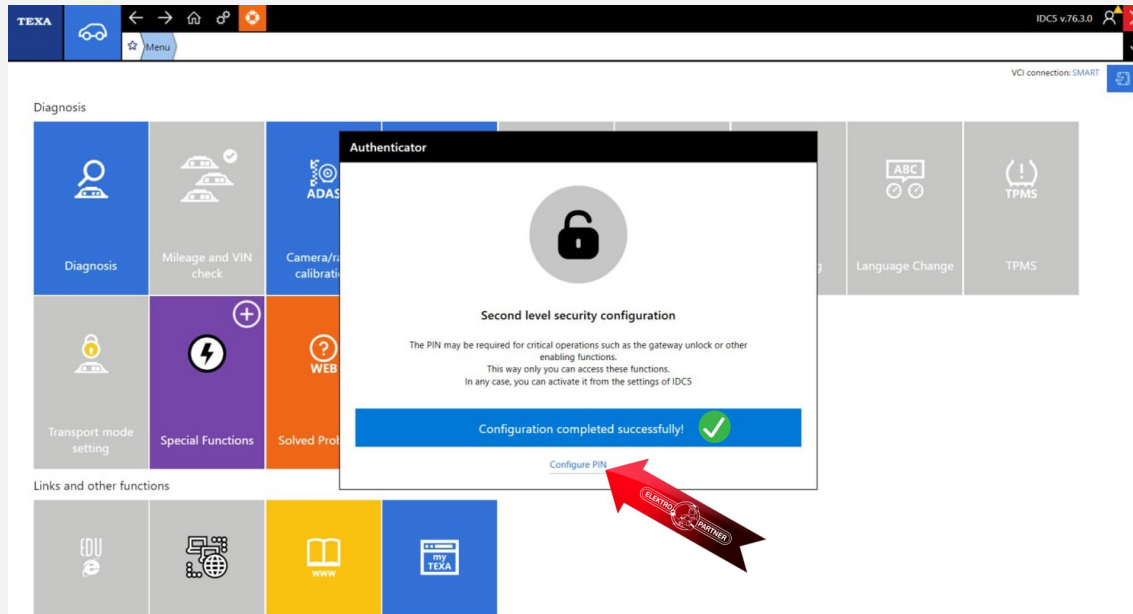 TEXA
IDC5 v.76.3.0
Menu
VCI connection: SMART
Diagnosis
Diagnosis
Mileage and VIN
check
ADAS
Camera/ra
calibrati
ABC
Language Change
TPMS
TPMS
Authenticator
Second level security configuration
The PIN may be required for critical operations such as the gateway unlock or other
enabling functions.
This way only you can access these functions.
In any case, you can activate it from the settings of IDC5
Configuration completed successfully!
Configure PIN
ELEKTRO PARTNER
Transport mode
setting
Special Functions
WEB
Solved Prob
Links and other functions
EDU
www
my
TEXA